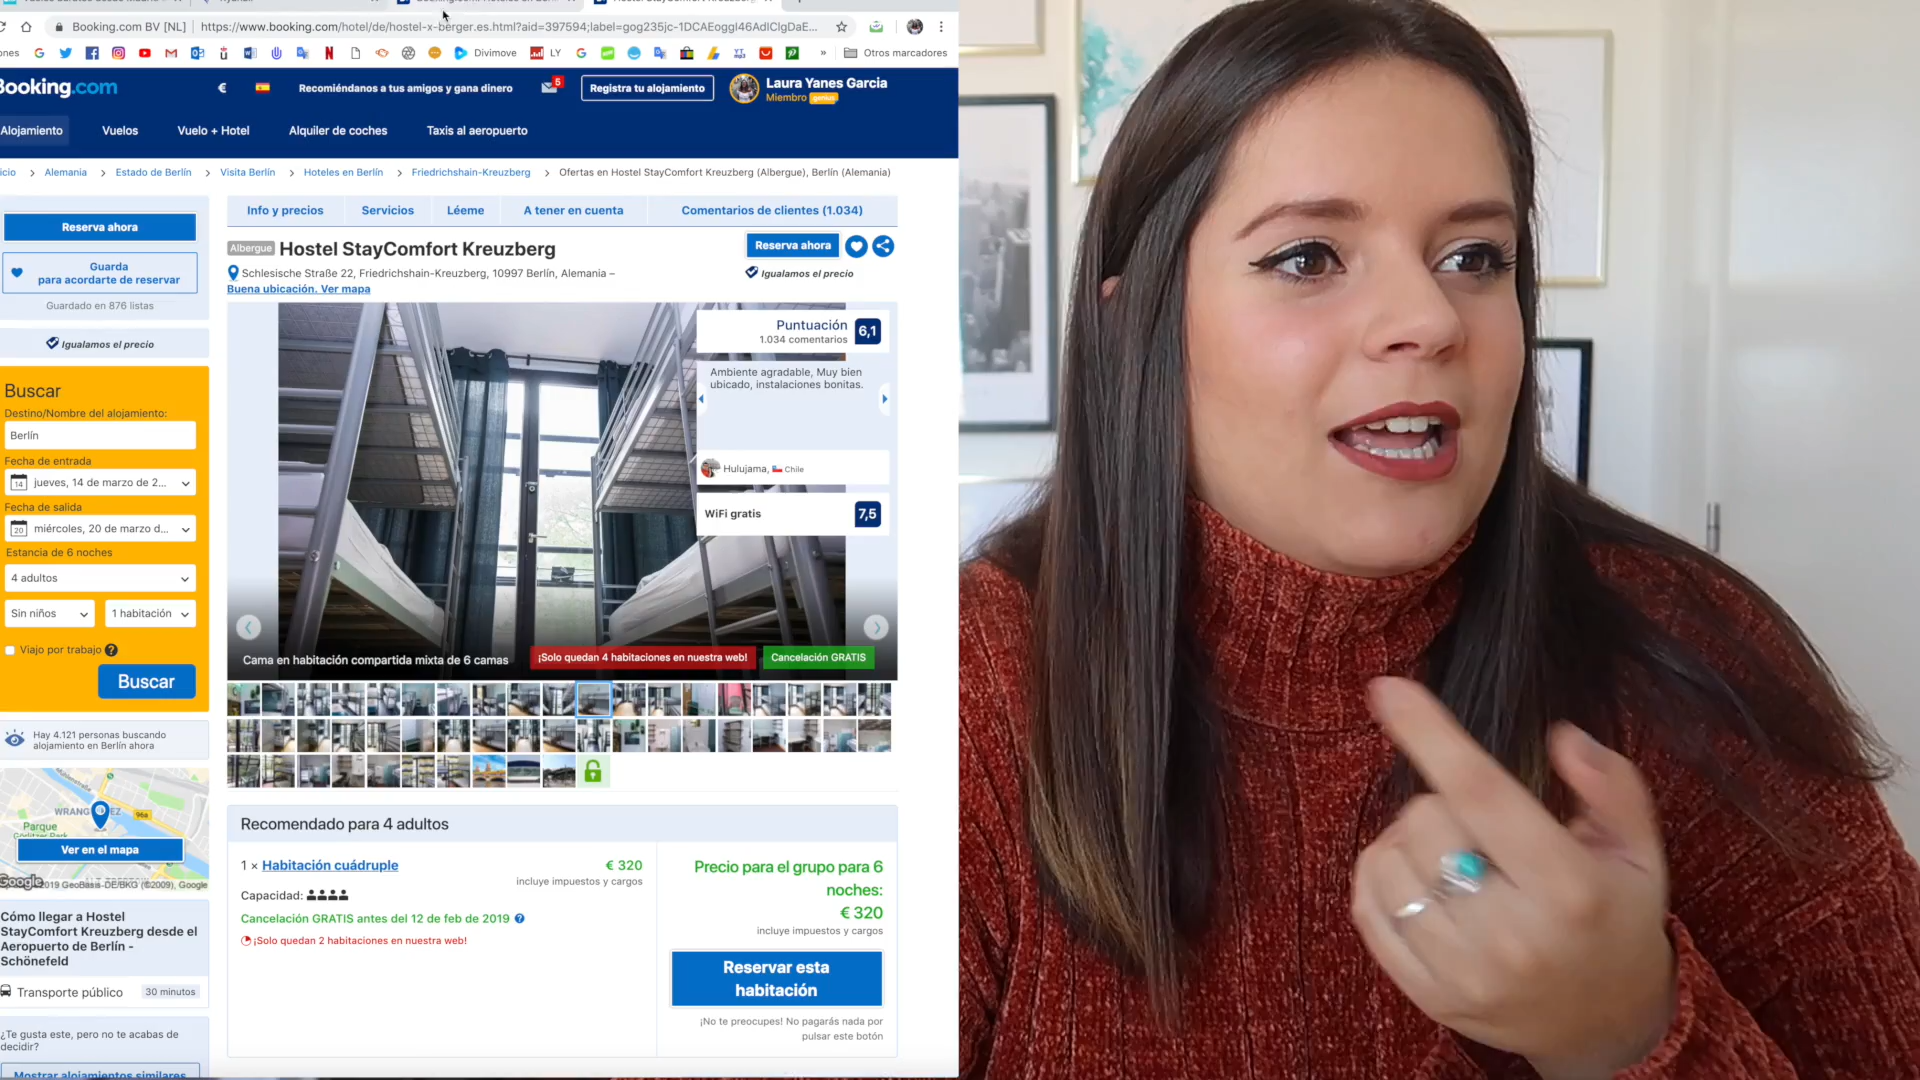 Booking.com BV [NL]
https://www.booking.com/hotel/de/hostel-x-berger.es.html?aid=397594;label=gog235jc-1DCAEoggI46AdIClgDaE...
Divimove
LY
»
Otros marcadores
Booking.com
€
Recomiéndanos a tus amigos y gana dinero
5
Registra tu alojamiento
Laura Yanes Garcia
Miembro genius
Alojamiento
Vuelos
Vuelo + Hotel
Alquiler de coches
Taxis al aeropuerto
Alemania > Estado de Berlín > Visita Berlín > Hoteles en Berlín > Friedrichshain-Kreuzberg > Ofertas en Hostel StayComfort Kreuzberg (Albergue), Berlín (Alemania)
Reserva ahora
Guarda
para acordarte de reservar
Guardado en 876 listas
Igualamos el precio
Buscar
Destino/Nombre del alojamiento:
Berlín
Fecha de entrada
14
jueves, 14 de marzo de 2...
Fecha de salida
20
miércoles, 20 de marzo d...
Estancia de 6 noches
4 adultos
Sin niños
1 habitación
Viajo por trabajo ?
Buscar
Hay 4.121 personas buscando
alojamiento en Berlín ahora
96a
Parque
Ver en el mapa
Google
2019 GeoBasis-DE/BKG (©2009), Google
Cómo llegar a Hostel
StayComfort Kreuzberg desde el
Aeropuerto de Berlín -
Schönefeld
Transporte público
30 minutos
¿Te gusta este, pero no te acabas de
decidir?
Mostrar alojamientos similares
Info y precios
Servicios
Léeme
A tener en cuenta
Comentarios de clientes (1.034)
Albergue Hostel StayComfort Kreuzberg
Reserva ahora
Schlesische Straße 22, Friedrichshain-Kreuzberg, 10997 Berlín, Alemania –
Buena ubicación. Ver mapa
Igualamos el precio
Puntuación
6,1
1.034 comentarios
Ambiente agradable, Muy bien
ubicado, instalaciones bonitas.
Hulujama, Chile
WiFi gratis
7,5
Cama en habitación compartida mixta de 6 camas
¡Solo quedan 4 habitaciones en nuestra web!
Cancelación GRATIS
Recomendado para 4 adultos
1 × Habitación cuádruple
€ 320
incluye impuestos y cargos
Capacidad:
Cancelación GRATIS antes del 12 de feb de 2019 ?
¡Solo quedan 2 habitaciones en nuestra web!
Precio para el grupo para 6
noches:
€ 320
incluye impuestos y cargos
Reservar esta
habitación
¡No te preocupes! No pagarás nada por
pulsar este botón